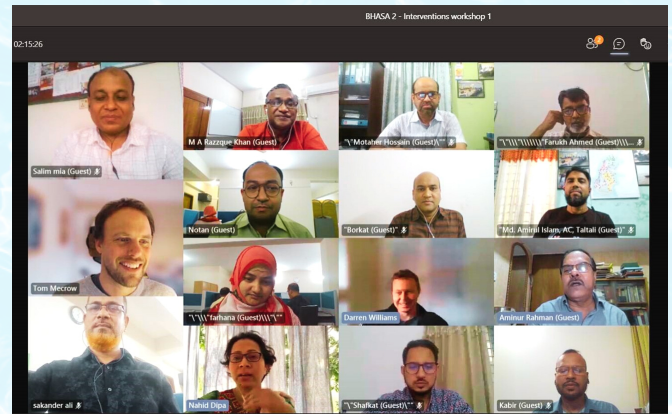 BHASA 2 - Interventions workshop 1
02:15:26
2
Salim mia (Guest)
M A Razzque Khan (Guest)
"\"Motaher Hossain (Guest)\""
"\"\\\"\\\\\\\"Farukh Ahmed (Guest)\\\...
Tom Mecrow
Notan (Guest)
"Borkat (Guest)"
"Md. Aminul Islam, AC, Taltali (Guest)"
"\"\\\"farhana (Guest)\\\"\""
Darren Williams
Aminur Rahman (Guest)
sakander ali
Nahid Dipa
"\"Shafkat (Guest)\""
Kabir (Guest)